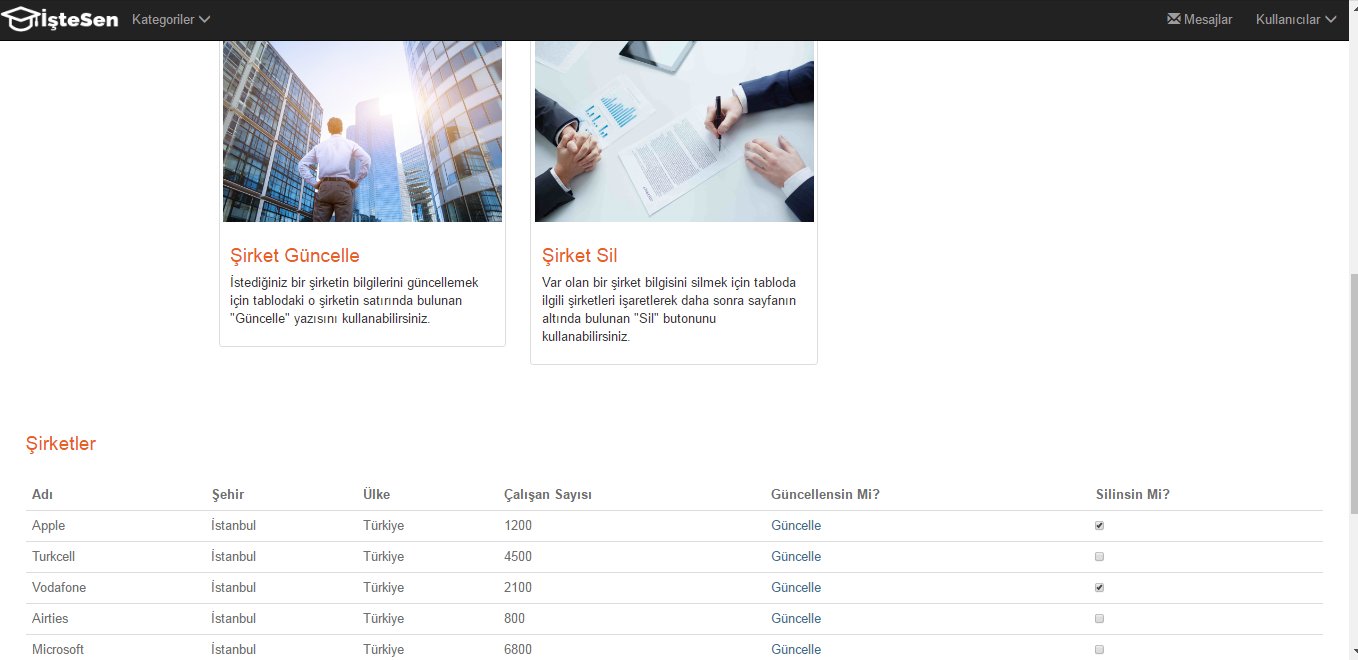 İşteSen Kategoriler Mesajlar Kullanıcılar
Şirket Güncelle
İstediğiniz bir şirketin bilgilerini güncellemek
için tablodaki o şirketin satırında bulunan
"Güncelle" yazısını kullanabilirsiniz.
Şirket Sil
Var olan bir şirket bilgisini silmek için tabloda
ilgili şirketleri işaretlerek daha sonra sayfanın
altında bulunan "Sil" butonunu
kullanabilirsiniz.
Şirketler
Adı Şehir Ülke Çalışan Sayısı Güncellensin Mi? Silinsin Mi?
Apple İstanbul Türkiye 1200 Güncelle
Turkcell İstanbul Türkiye 4500 Güncelle
Vodafone İstanbul Türkiye 2100 Güncelle
Airties İstanbul Türkiye 800 Güncelle
Microsoft İstanbul Türkiye 6800 Güncelle